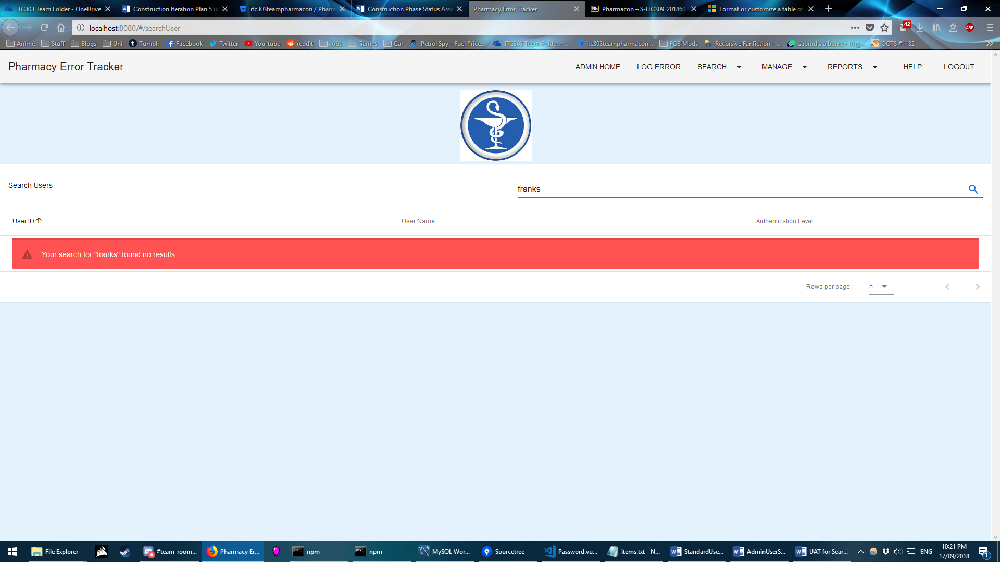 ITC303 Team Folder - OneDrive
Construction Iteration Plan 5 u
itc303teampharmacon / Pharm
Construction Phase Status Asse
Pharmacy Error Tracker
Pharmacon – S-ITC309_201860_
Format or customize a table of
localhost:8080/#/searchUser
42
ABP
Anime
Stuff
Blogs
Uni
Tumblr
Facebook
Twitter
You-tube
reddit
Jobs
Games
Car
Petrol Spy - Fuel Price...
ITC303 Team Folder - ...
itc303teampharmacon...
FO3 Mods
Recursive Fanfiction - ...
saomd's albums - Img...
OOTS #1132
Pharmacy Error Tracker
ADMIN HOME
LOG ERROR
SEARCH...
MANAGE...
REPORTS...
HELP
LOGOUT
Search Users
franks
User ID
User Name
Authentication Level
Your search for "franks" found no results.
Rows per page:
5
–
File Explorer
#team-room...
Pharmacy Er...
npm
npm
MySQL Wor...
Sourcetree
Password.vu...
items.txt - N...
StandardUse...
AdminUserS...
UAT for Sear...
ENG
10:21 PM
17/09/2018
1